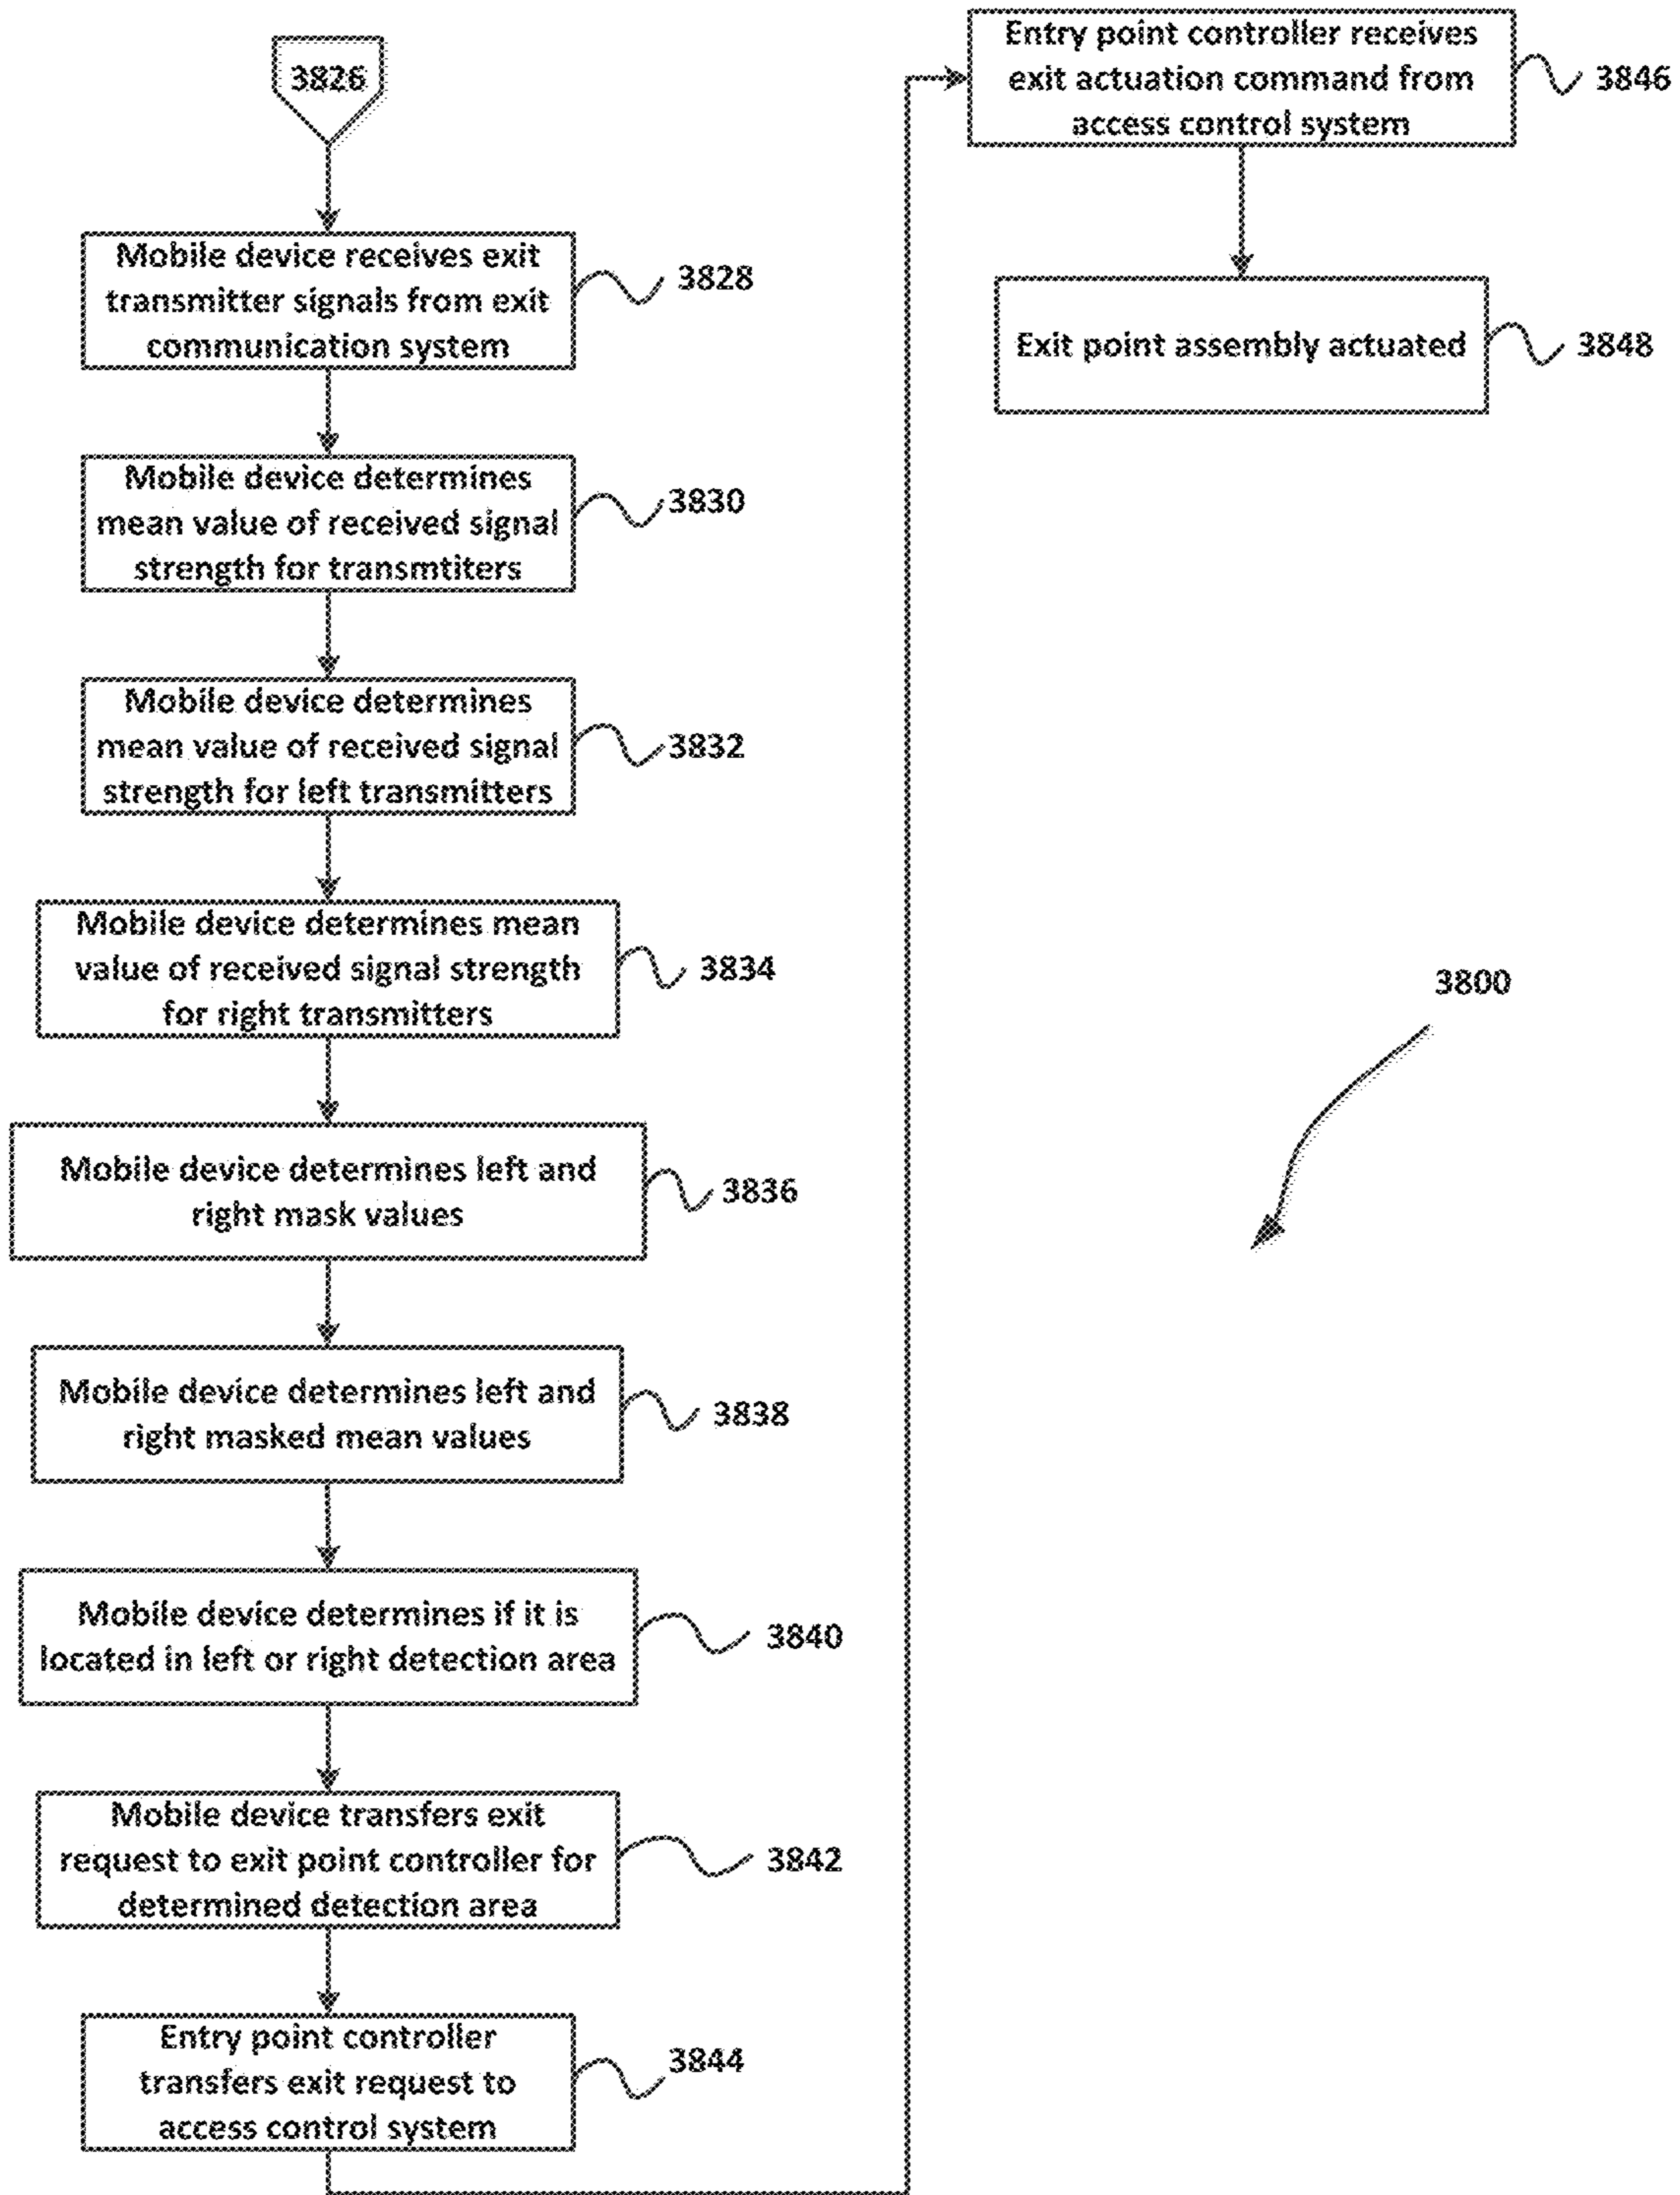 3826
Mobile device receives exit
transmitter signals from exit
communication system
3828
Mobile device determines
mean value of received signal
strength for transmtiters
3830
Mobile device determines
mean value of received signal
strength for left transmitters
3832
Mobile device determines mean
value of received signal strength
for right transmitters
3834
Mobile device determines left and
right mask values
3836
Mobile device determines left and
right masked mean values
3838
Mobile device determines if it is
located in left or right detection area
3840
Mobile device transfers exit
request to exit point controller for
determined detection area
3842
Entry point controller
transfers exit request to
access control system
3844
Entry point controller receives
exit actuation command from
access control system
3846
Exit point assembly actuated
3848
3800